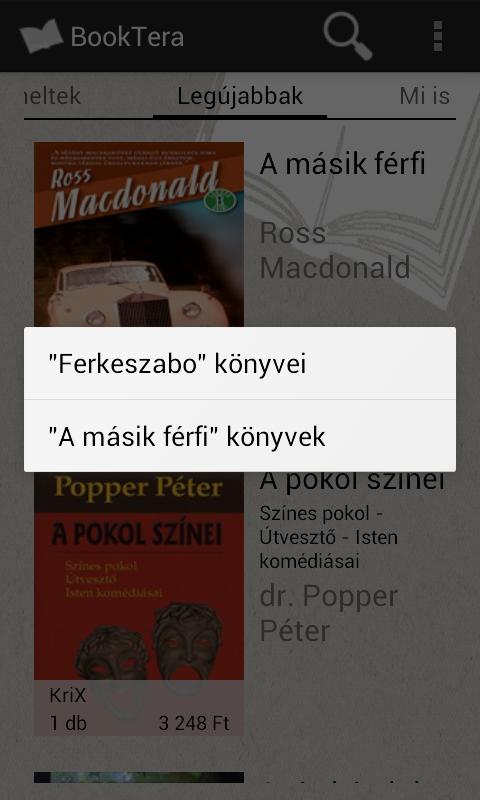 BookTera
neltek
Legújabbak
Mi is
Ross
Macdonald
1
A másik férfi
Ross
Macdonald
"Ferkeszabo" könyvei
"A másik férfi" könyvek
Popper Péter
A POKOL SZÍNEI
Színes pokol
Útvesztő
Isten komédiásai
A pokol színei
Színes pokol -
Útvesztő - Isten
komédiásai
dr. Popper
Péter
KriX
1 db
3 248 Ft